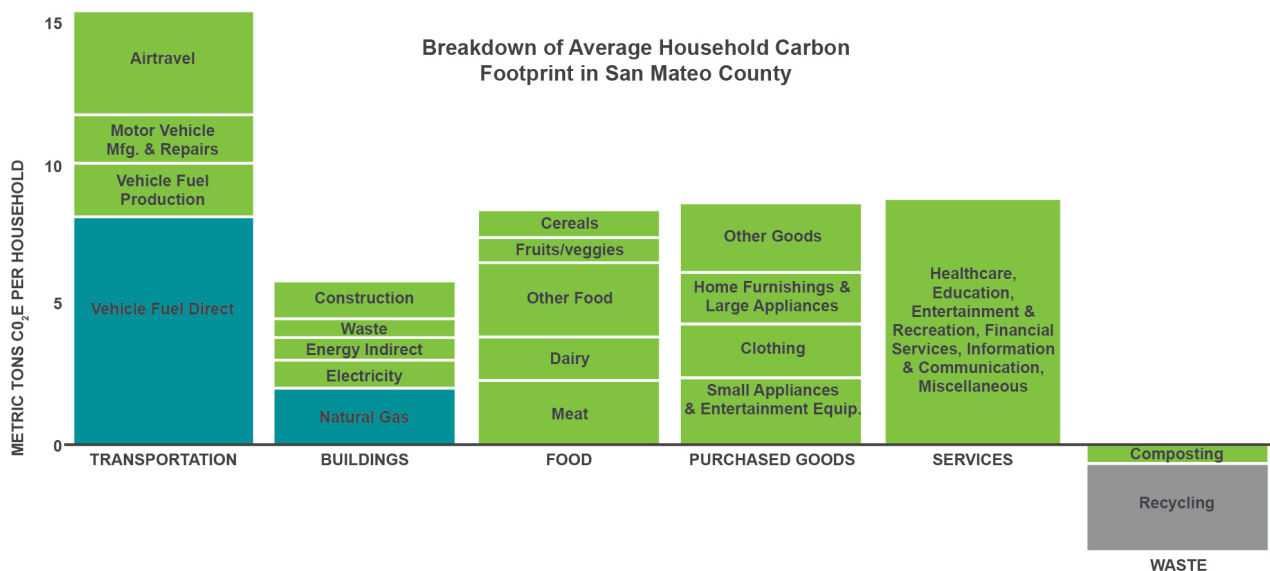 Breakdown of Average Household Carbon
Footprint in San Mateo County
METRIC TONS C0₂E PER HOUSEHOLD
15
10
5
0
Airtravel
Motor Vehicle
Mfg. & Repairs
Vehicle Fuel
Production
Vehicle Fuel Direct
TRANSPORTATION
Construction
Waste
Energy Indirect
Electricity
Natural Gas
BUILDINGS
Cereals
Fruits/veggies
Other Food
Dairy
Meat
FOOD
Other Goods
Home Furnishings &
Large Appliances
Clothing
Small Appliances
& Entertainment Equip.
PURCHASED GOODS
Healthcare,
Education,
Entertainment &
Recreation, Financial
Services, Information
& Communication,
Miscellaneous
SERVICES
Composting
Recycling
WASTE